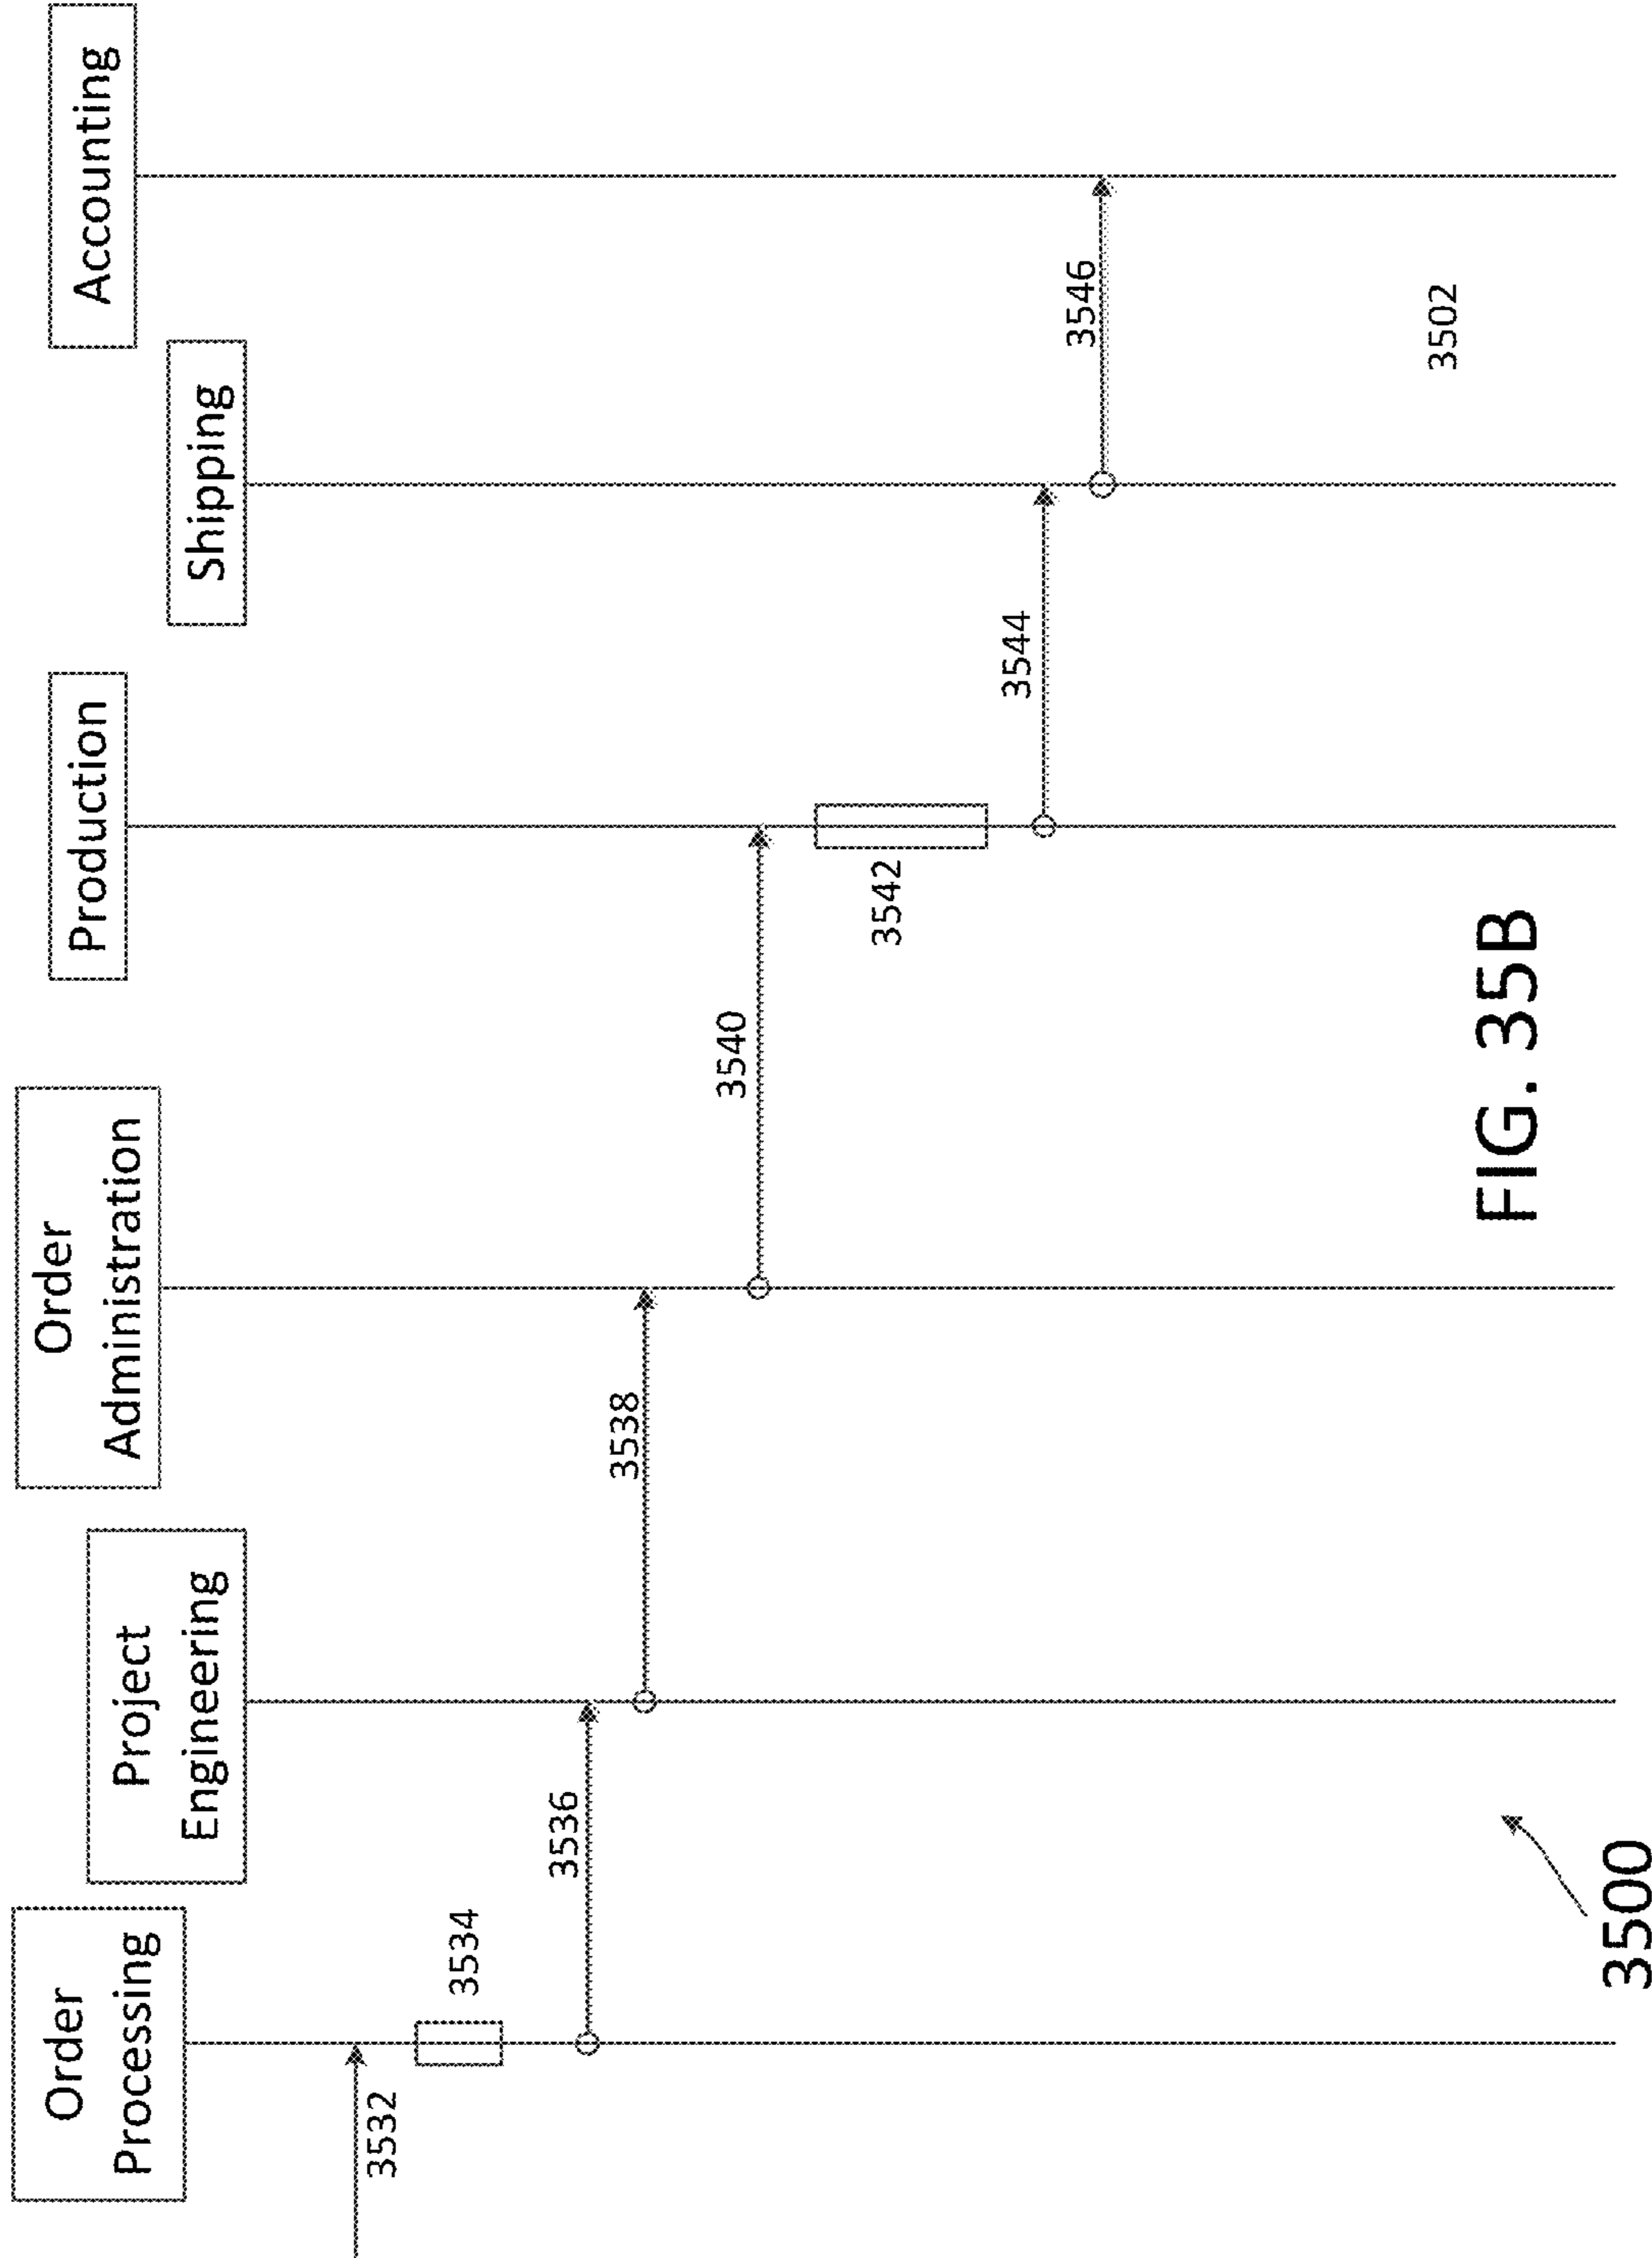 Order
Processing
Project
Engineering
Order
Administration
Production
Shipping
Accounting
3532
3534
3536
3538
3540
3542
3544
3546
3502
3500
FIG. 35B